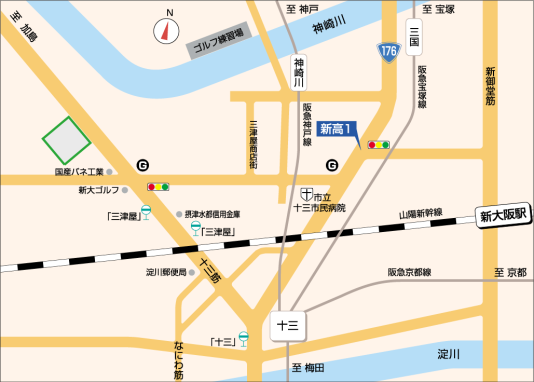 至 加島
N
至 神戸
神崎川
至 宝塚
ゴルフ練習場
176
三国
神崎川
阪急宝塚線
新御堂筋
三津屋商店街
阪急神戸線
新高1
G
G
国産バネ工業
新大ゴルフ
「三津屋」
摂津水都信用金庫
「三津屋」
市立
十三市民病院
山陽新幹線
新大阪駅
淀川郵便局
十三筋
阪急京都線
至 京都
十三
「十三」
なにわ筋
至 梅田
淀川